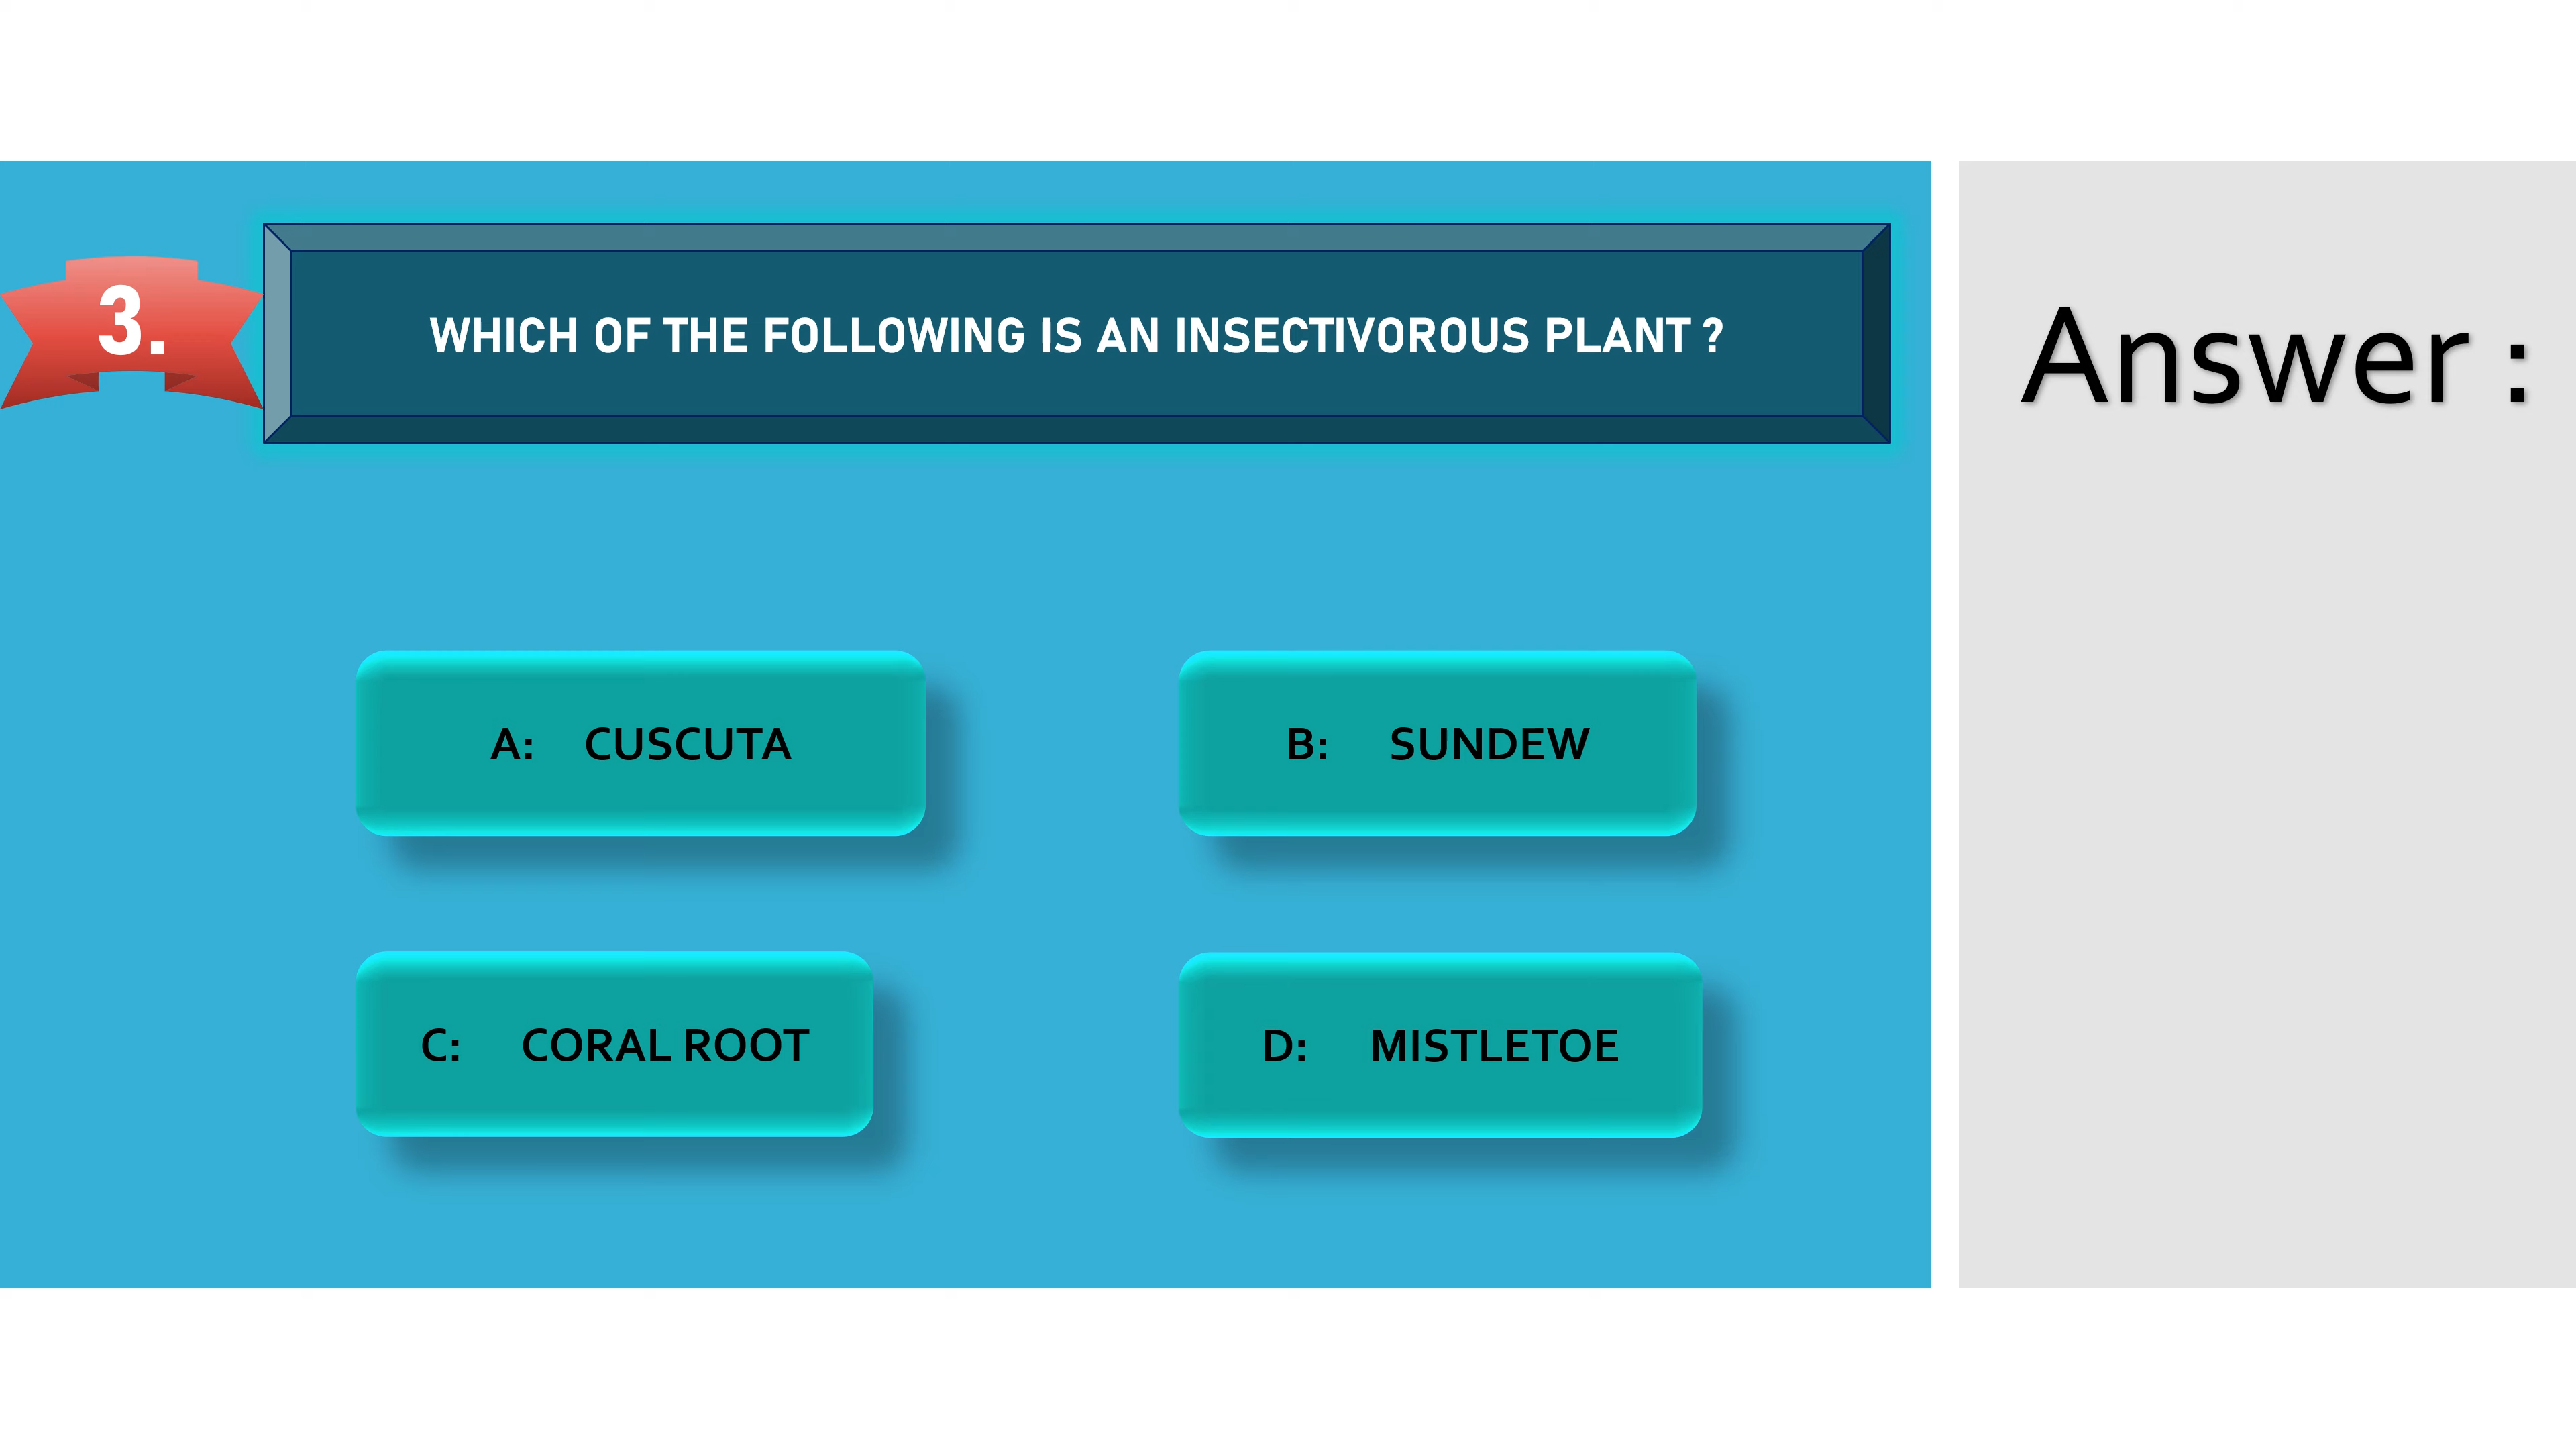 3.
WHICH OF THE FOLLOWING IS AN INSECTIVOROUS PLANT ?
Answer :
A: CUSCUTA
B: SUNDEW
C: CORAL ROOT
D: MISTLETOE